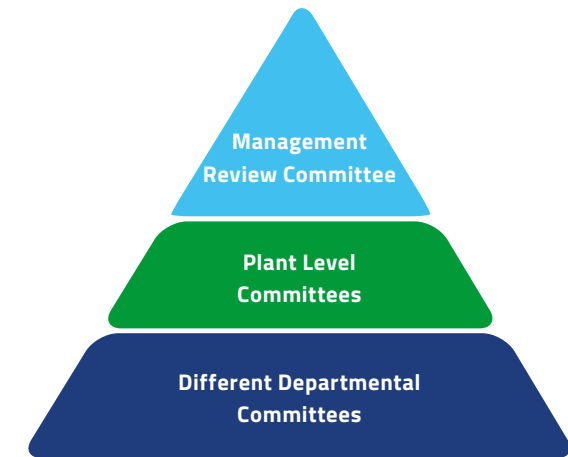 Management
Review Committee
Plant Level
Committees
Different Departmental
Committees